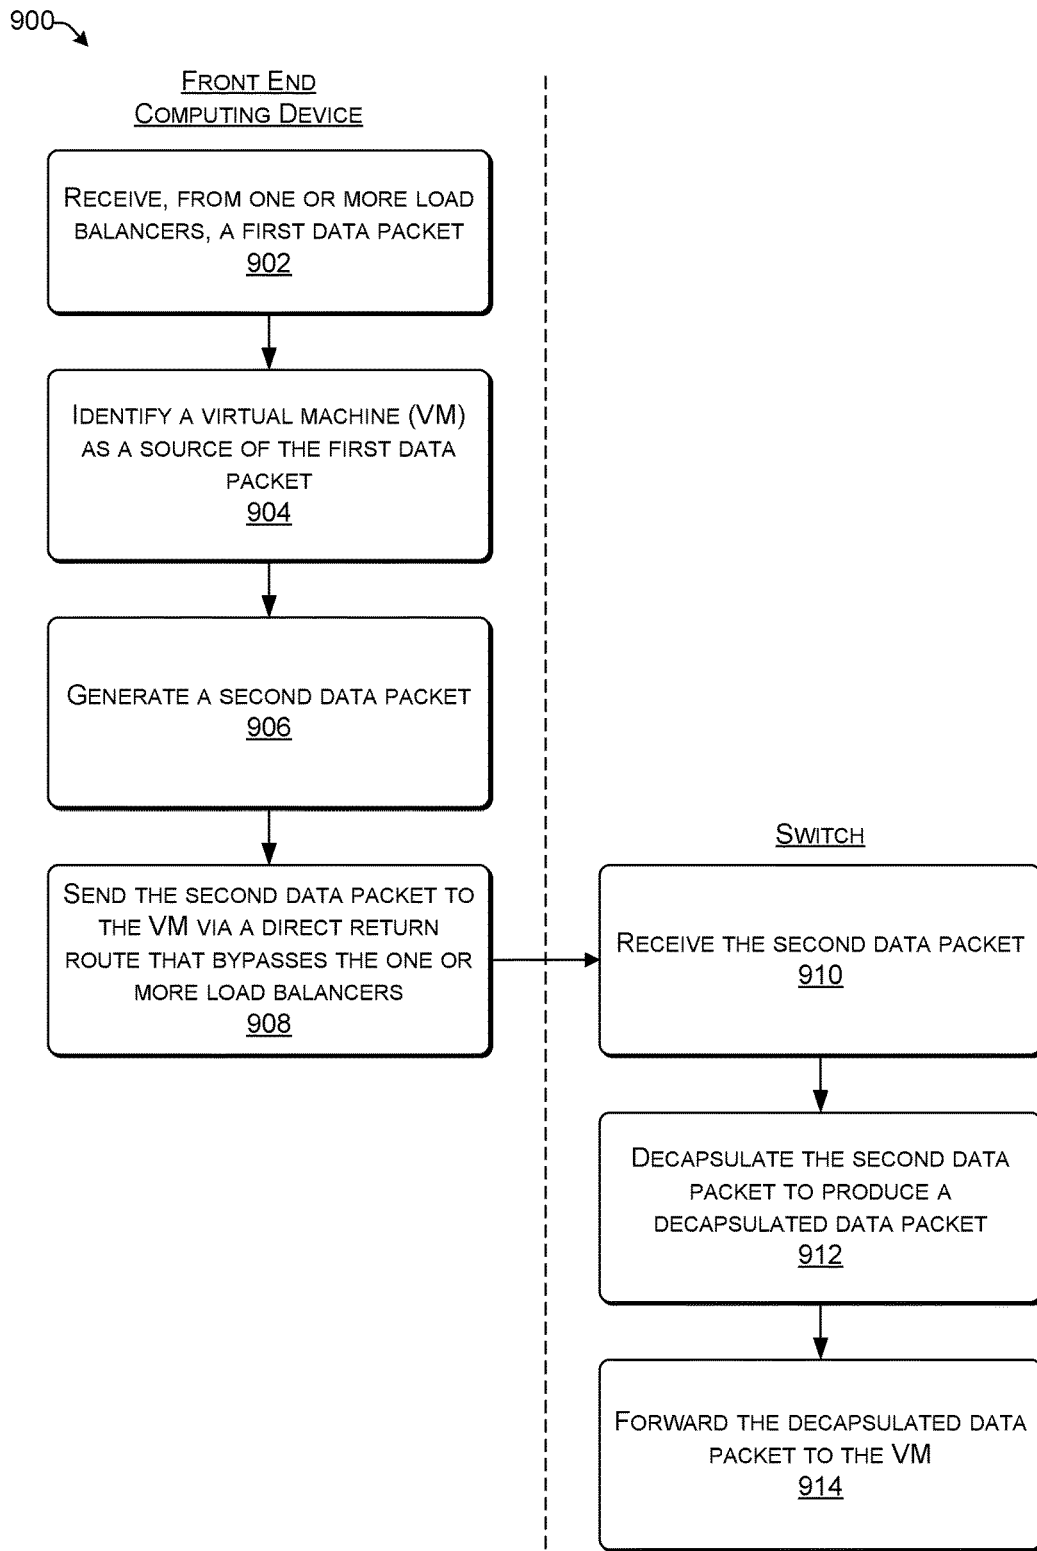 900
FRONT END
COMPUTING DEVICE
RECEIVE, FROM ONE OR MORE LOAD
BALANCERS, A FIRST DATA PACKET
902
IDENTIFY A VIRTUAL MACHINE (VM)
AS A SOURCE OF THE FIRST DATA
PACKET
904
GENERATE A SECOND DATA PACKET
906
SEND THE SECOND DATA PACKET TO
THE VM VIA A DIRECT RETURN
ROUTE THAT BYPASSES THE ONE OR
MORE LOAD BALANCERS
908
SWITCH
RECEIVE THE SECOND DATA PACKET
910
DECAPSULATE THE SECOND DATA
PACKET TO PRODUCE A
DECAPSULATED DATA PACKET
912
FORWARD THE DECAPSULATED DATA
PACKET TO THE VM
914